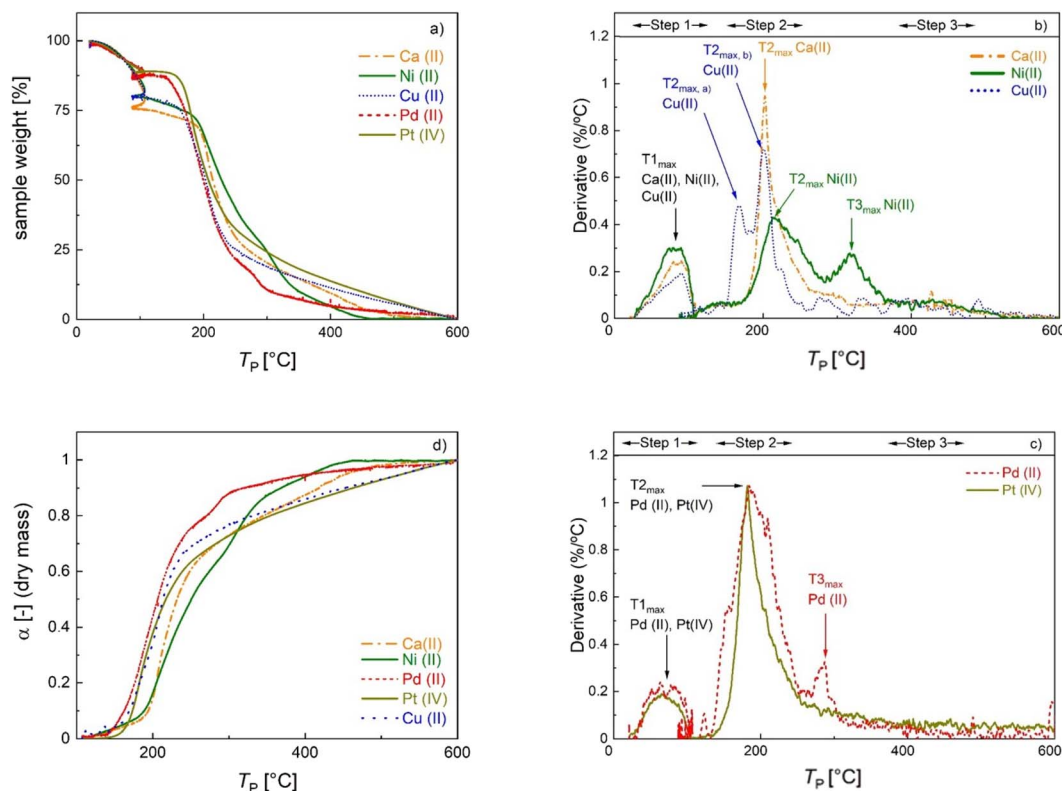 a)
100
75
50
25
0
sample weight [%]
Ca (II)
Ni (II)
Cu (II)
Pd (II)
Pt (IV)
0 200 400 600
T_P [°C]
Step 1 Step 2 Step 3
b)
1.2
1
0.8
0.6
0.4
0.2
0
Derivative (%/ºC)
T2max, b)
Cu(II)
T2max Ca(II)
T2max, a)
Cu(II)
T1max
Ca(II), Ni(II),
Cu(II)
T2max Ni(II)
T3max Ni(II)
Ca(II)
Ni(II)
Cu(II)
0 200 400 600
T_P [°C]
d)
1
0.8
0.6
0.4
0.2
0
α [-] (dry mass)
Ca(II)
Ni (II)
Pd (II)
Pt (IV)
Cu (II)
200 400 600
T_P [°C]
Step 1 Step 2 Step 3
c)
1.2
1
0.8
0.6
0.4
0.2
0
Derivative (%/ºC)
Pd (II)
Pt(IV)
T2max
Pd (II), Pt(IV)
T1max
Pd (II), Pt(IV)
T3max
Pd (II)
0 200 400 600
T_P [°C]